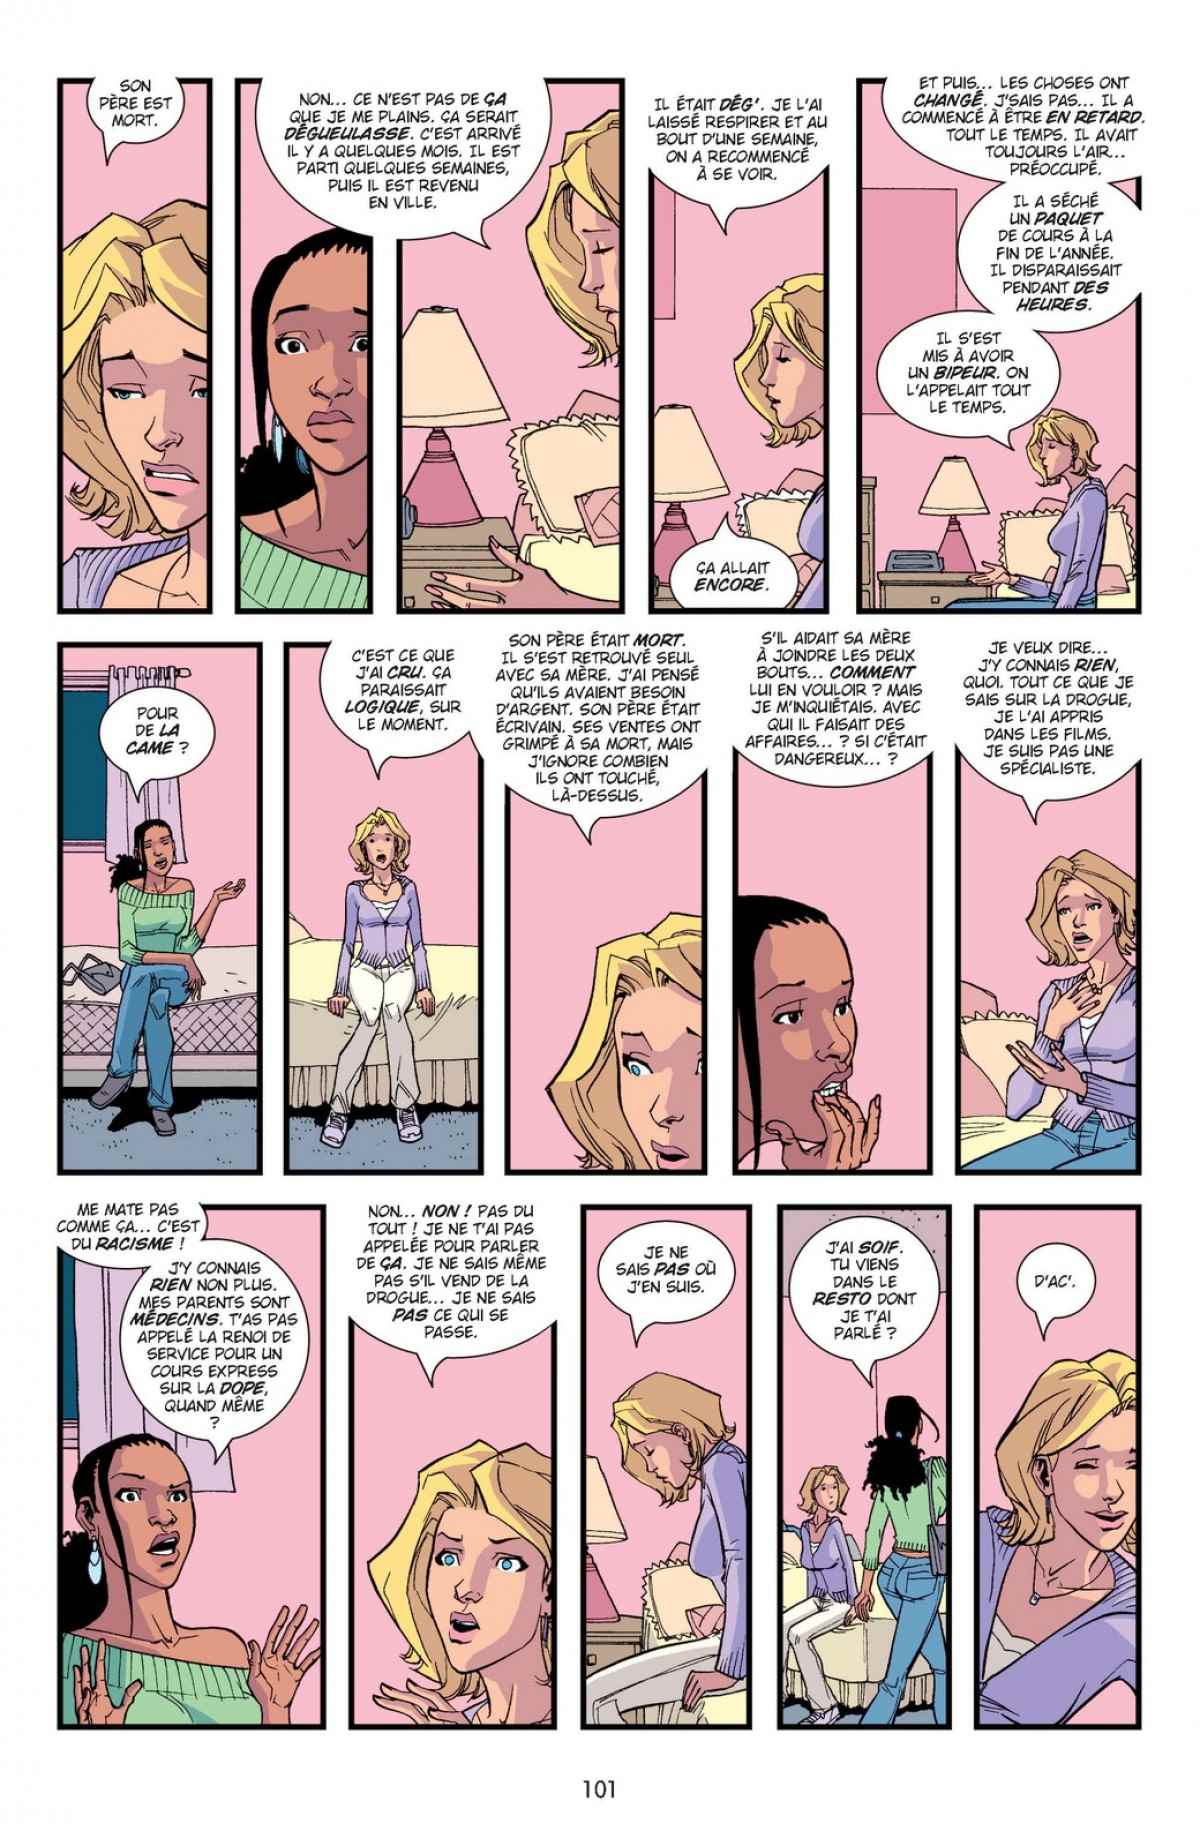 SON
PÈRE EST
MORT.
NON... CE N'EST PAS DE ÇA
QUE JE ME PLAINS. ÇA SERAIT
DÉGUEULASSE. C'EST ARRIVÉ
IL Y A QUELQUES MOIS. IL EST
PARTI QUELQUES SEMAINES,
PUIS IL EST REVENU
EN VILLE.
IL ÉTAIT DÉG'. JE L'AI
LAISSÉ RESPIRER ET AU
BOUT D'UNE SEMAINE,
ON A RECOMMENCÉ
À SE VOIR.
ÇA ALLAIT
ENCORE.
ET PUIS... LES CHOSES ONT
CHANGÉ. J'SAIS PAS... IL A
COMMENCÉ À ÊTRE EN RETARD.
TOUT LE TEMPS. IL AVAIT
TOUJOURS L'AIR...
PRÉOCCUPÉ.
IL A SÉCHÉ
UN PAQUET
DE COURS À LA
FIN DE L'ANNÉE.
IL DISPARAISSAIT
PENDANT DES
HEURES.
IL S'EST
MIS À AVOIR
UN BIPEUR. ON
L'APPELAIT TOUT
LE TEMPS.
POUR
DE LA
CAME ?
C'EST CE QUE
J'AI CRU. ÇA
PARAISSAIT
LOGIQUE, SUR
LE MOMENT.
SON PÈRE ÉTAIT MORT.
IL S'EST RETROUVÉ SEUL
AVEC SA MÈRE. J'AI PENSÉ
QU'ILS AVAIENT BESOIN
D'ARGENT. SON PÈRE ÉTAIT
ÉCRIVAIN. SES VENTES ONT
GRIMPÉ À SA MORT, MAIS
J'IGNORE COMBIEN
ILS ONT TOUCHÉ,
LÀ-DESSUS.
S'IL AIDAIT SA MÈRE
À JOINDRE LES DEUX
BOUTS... COMMENT
LUI EN VOULOIR ? MAIS
JE M'INQUIÉTAIS. AVEC
QUI IL FAISAIT DES
AFFAIRES... ? SI C'ÉTAIT
DANGEREUX... ?
JE VEUX DIRE...
J'Y CONNAIS RIEN,
QUOI. TOUT CE QUE JE
SAIS SUR LA DROGUE,
JE L'AI APPRIS
DANS LES FILMS.
JE SUIS PAS UNE
SPÉCIALISTE.
ME MATE PAS
COMME ÇA... C'EST
DU RACISME !
J'Y CONNAIS
RIEN NON PLUS.
MES PARENTS SONT
MÉDECINS. T'AS PAS
APPELÉ LA RENOI DE
SERVICE POUR UN
COURS EXPRESS
SUR LA DOPE,
QUAND MÊME
?
NON... NON ! PAS DU
TOUT ! JE NE T'AI PAS
APPELÉE POUR PARLER
DE ÇA. JE NE SAIS MÊME
PAS S'IL VEND DE LA
DROGUE... JE NE SAIS
PAS CE QUI SE
PASSE.
JE NE
SAIS PAS OÙ
J'EN SUIS.
J'AI SOIF.
TU VIENS
DANS LE
RESTO DONT
JE T'AI
PARLÉ ?
D'AC'.
101